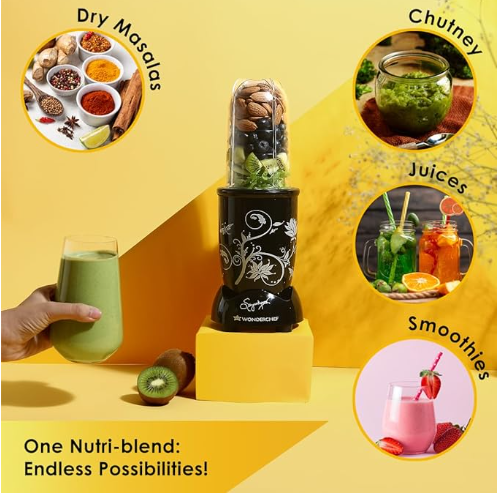 Dry Masalas
Chutney
Juices
Smoothies
WONDERCHEF
One Nutri-blend:
Endless Possibilities!